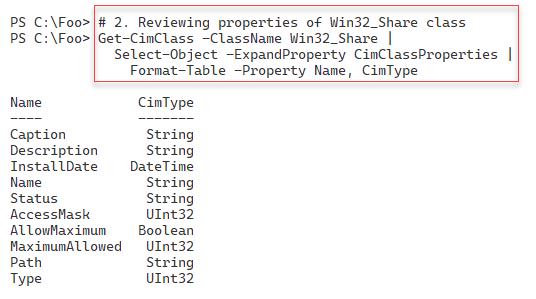 PS C:\Foo> # 2. Reviewing properties of Win32_Share class
PS C:\Foo> Get-CimClass -ClassName Win32_Share |
Select-Object -ExpandProperty CimClassProperties |
Format-Table -Property Name, CimType
Name CimType
---- -------
Caption String
Description String
InstallDate DateTime
Name String
Status String
AccessMask UInt32
AllowMaximum Boolean
MaximumAllowed UInt32
Path String
Type UInt32